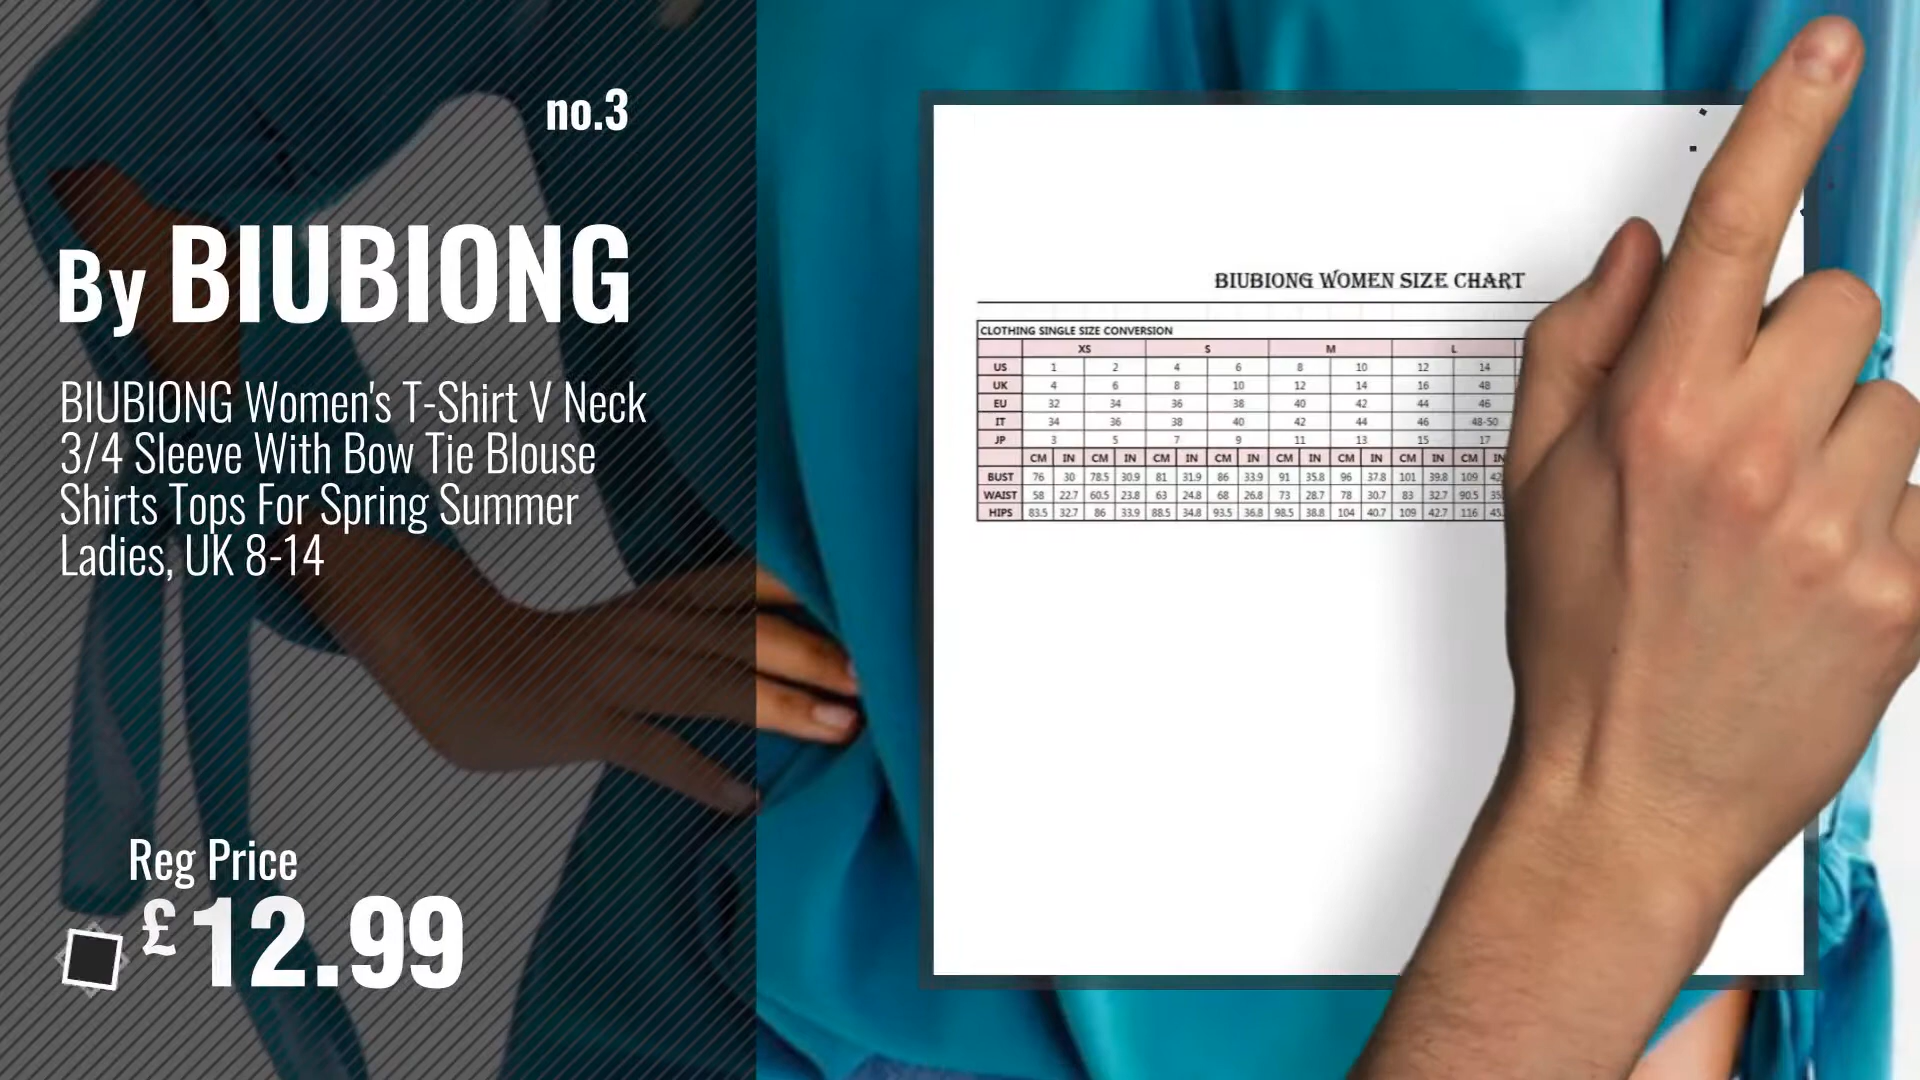 no.3
By BIUBIONG
BIUBIONG Women's T-Shirt V Neck
3/4 Sleeve With Bow Tie Blouse
Shirts Tops For Spring Summer
Ladies, UK 8-14
Reg Price
£12.99
BIUBIONG WOMEN SIZE CHART
CLOTHING SINGLE SIZE CONVERSION
XS S M L
US 1 2 4 6 8 10 12 14
UK 4 6 8 10 12 14 16 48
EU 32 34 36 38 40 42 44 46
IT 34 36 38 40 42 44 46 48-50
JP 3 5 7 9 11 13 15 17
CM IN CM IN CM IN CM IN CM IN CM IN CM IN CM
BUST 76 30 78.5 30.9 81 31.9 86 33.9 91 35.8 96 37.8 101 39.8 109
WAIST 58 22.7 60.5 23.8 63 24.8 68 26.8 73 28.7 78 30.7 83 32.7 90.5
HIPS 83.5 32.7 86 33.9 88.5 34.8 93.5 36.8 98.5 38.8 104 40.7 109 42.7 116